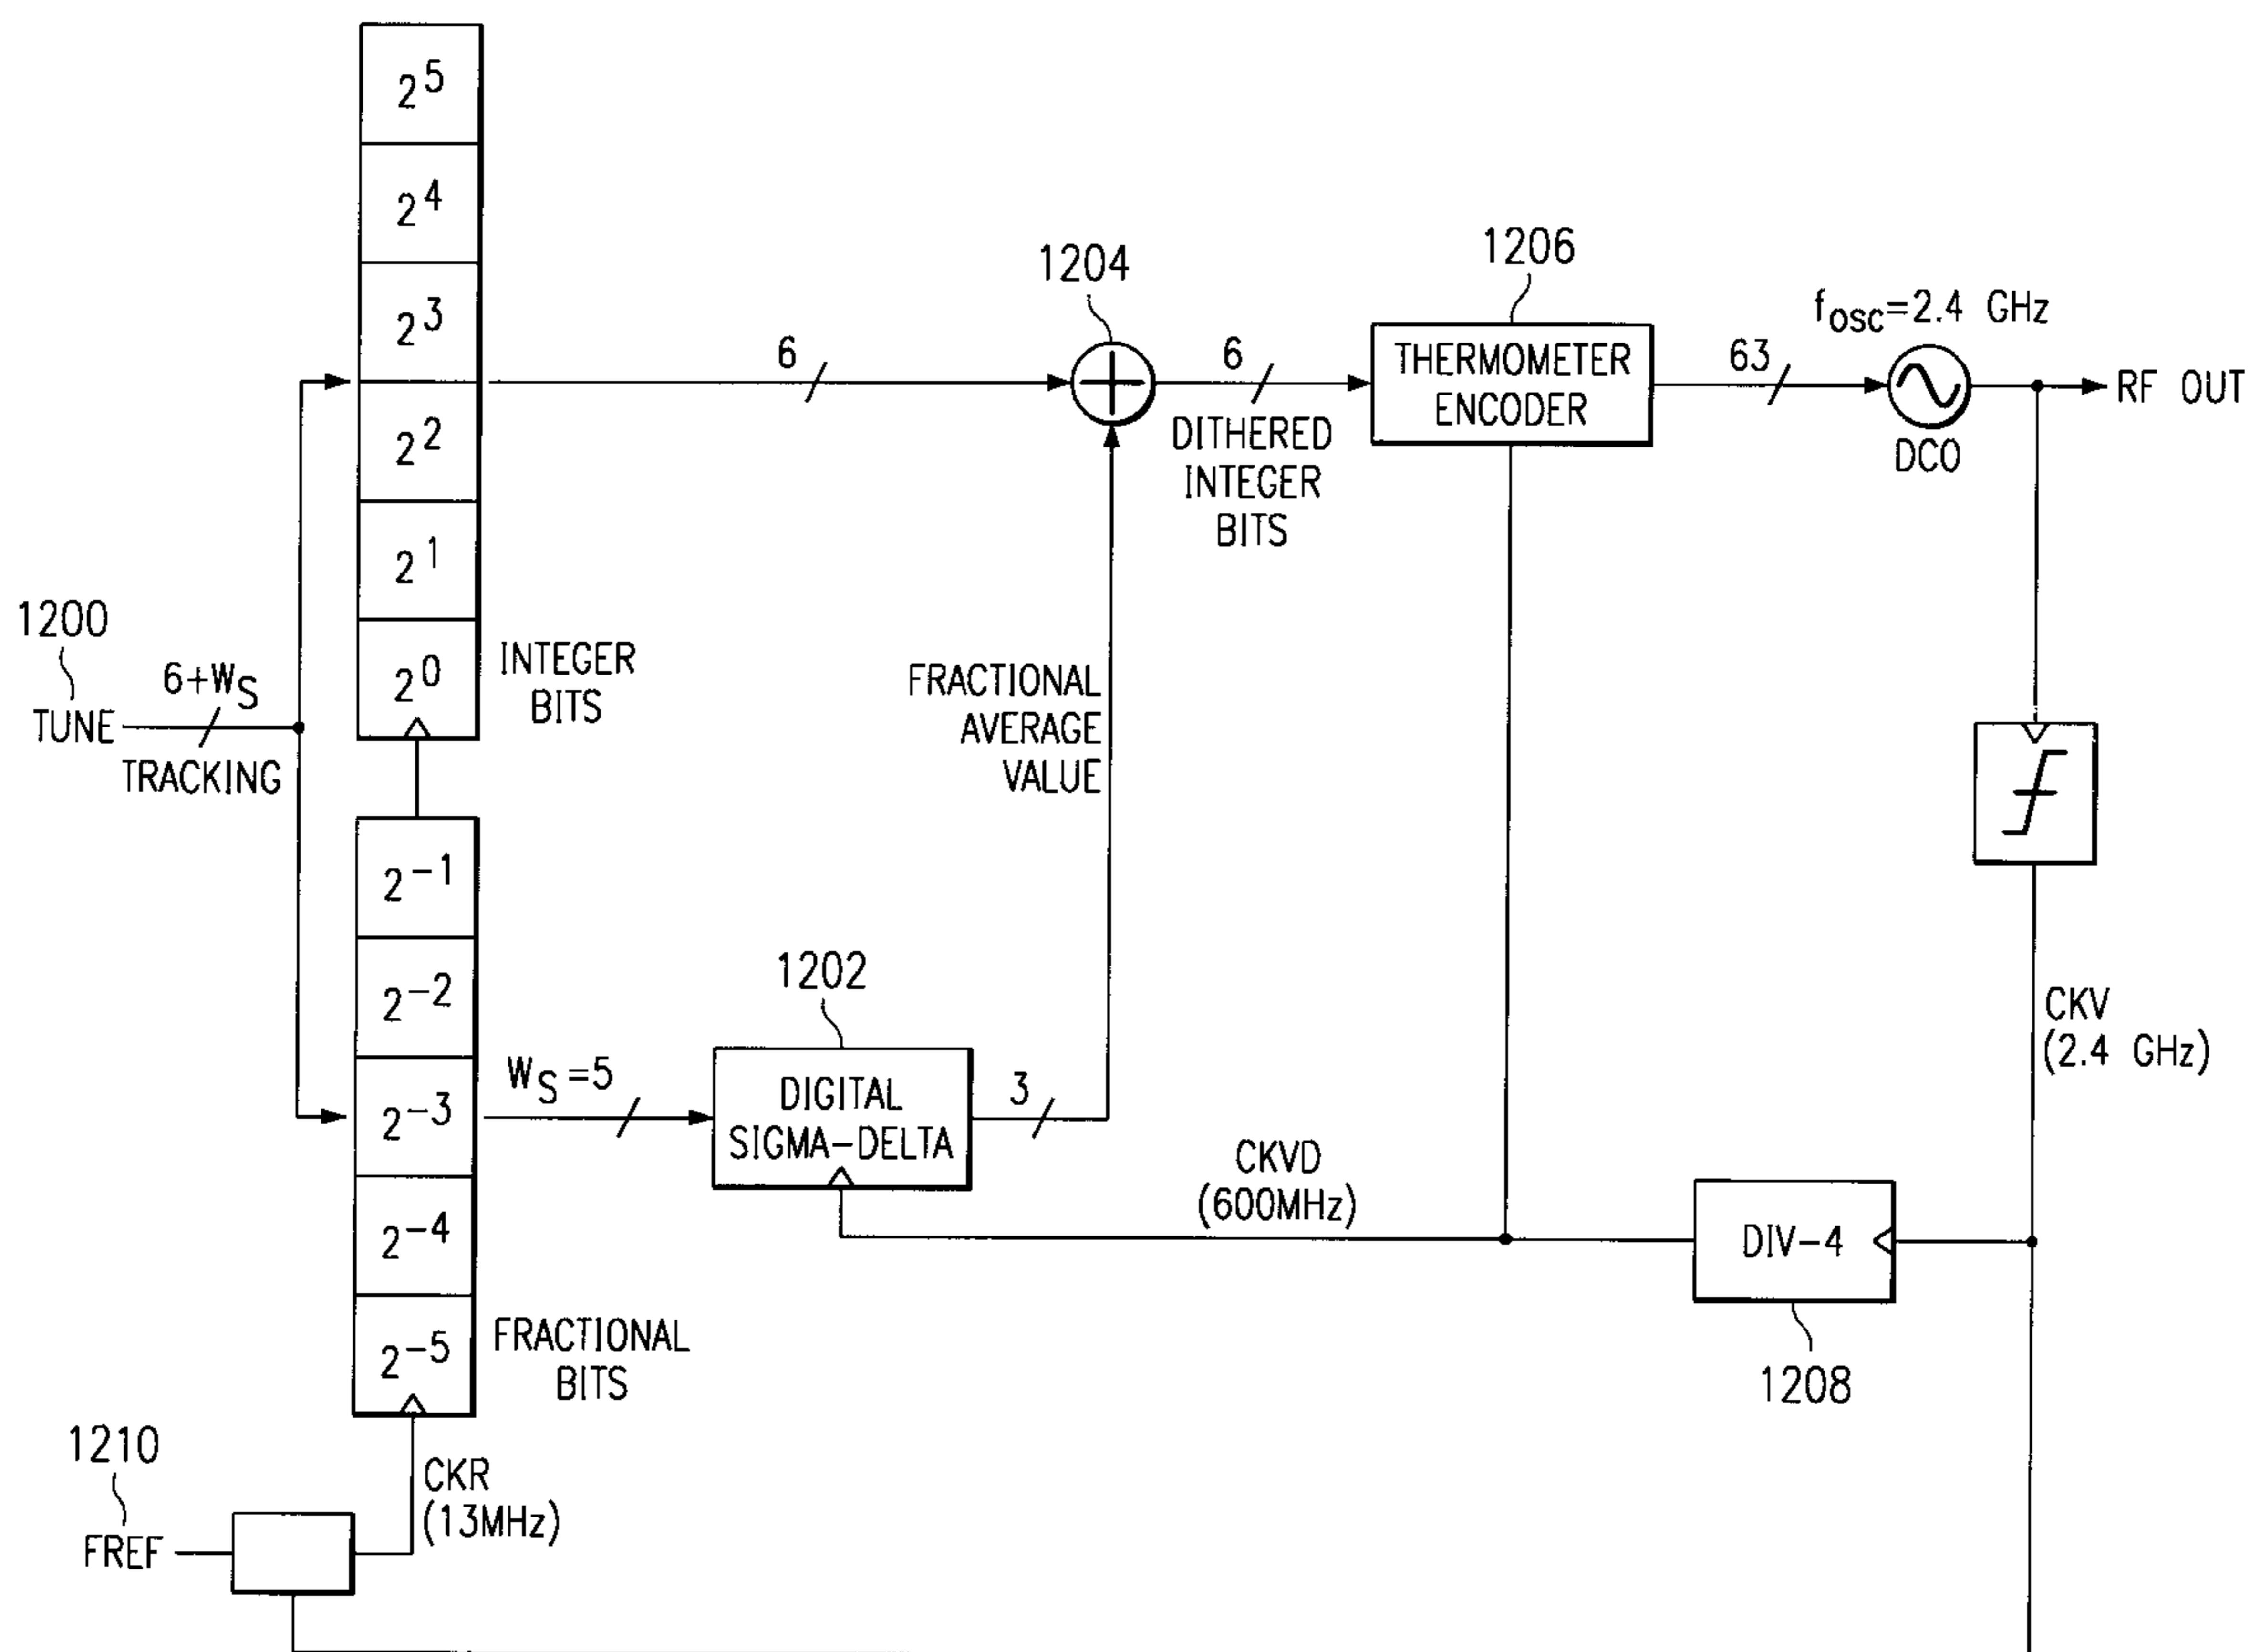 2^5
2^4
2^3
2^2
2^1
2^0
INTEGER
BITS
1200
TUNE
6+W_S
TRACKING
2^-1
2^-2
2^-3
2^-4
2^-5
FRACTIONAL
BITS
1210
FREF
CKR
(13MHz)
6
1204
6
DITHERED
INTEGER
BITS
FRACTIONAL
AVERAGE
VALUE
W_S=5
1202
DIGITAL
SIGMA-DELTA
3
1206
THERMOMETER
ENCODER
63
f_osc=2.4 GHz
DCO
RF OUT
CKV
(2.4 GHz)
CKVD
(600MHz)
DIV-4
1208